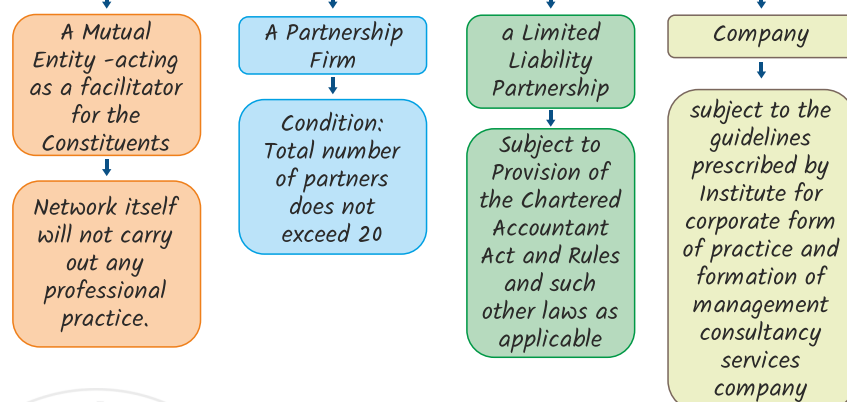 A Mutual
Entity -acting
as a facilitator
for the
Constituents
Network itself
will not carry
out any
professional
practice.
A Partnership
Firm
Condition:
Total number
of partners
does not
exceed 20
a Limited
Liability
Partnership
Subject to
Provision of
the Chartered
Accountant
Act and Rules
and such
other laws as
applicable
Company
subject to the
guidelines
prescribed by
Institute for
corporate form
of practice and
formation of
management
consultancy
services
company